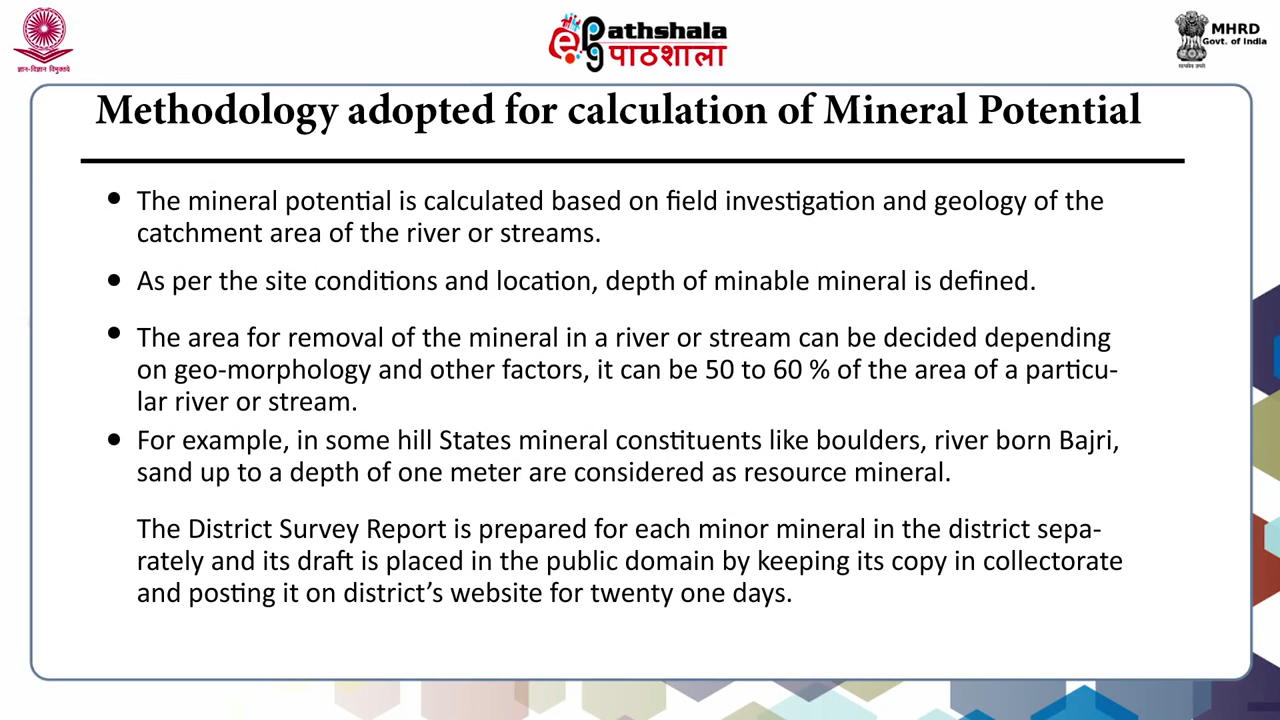 ज्ञान-विज्ञान विमुक्तये
ePg Pathshala
पाठशाला
MHRD
Govt. of India
सत्यमेव जयते
Methodology adopted for calculation of Mineral Potential
• The mineral potential is calculated based on field investigation and geology of the
catchment area of the river or streams.
• As per the site conditions and location, depth of minable mineral is defined.
• The area for removal of the mineral in a river or stream can be decided depending
on geo-morphology and other factors, it can be 50 to 60 % of the area of a particu-
lar river or stream.
• For example, in some hill States mineral constituents like boulders, river born Bajri,
sand up to a depth of one meter are considered as resource mineral.
The District Survey Report is prepared for each minor mineral in the district sepa-
rately and its draft is placed in the public domain by keeping its copy in collectorate
and posting it on district’s website for twenty one days.